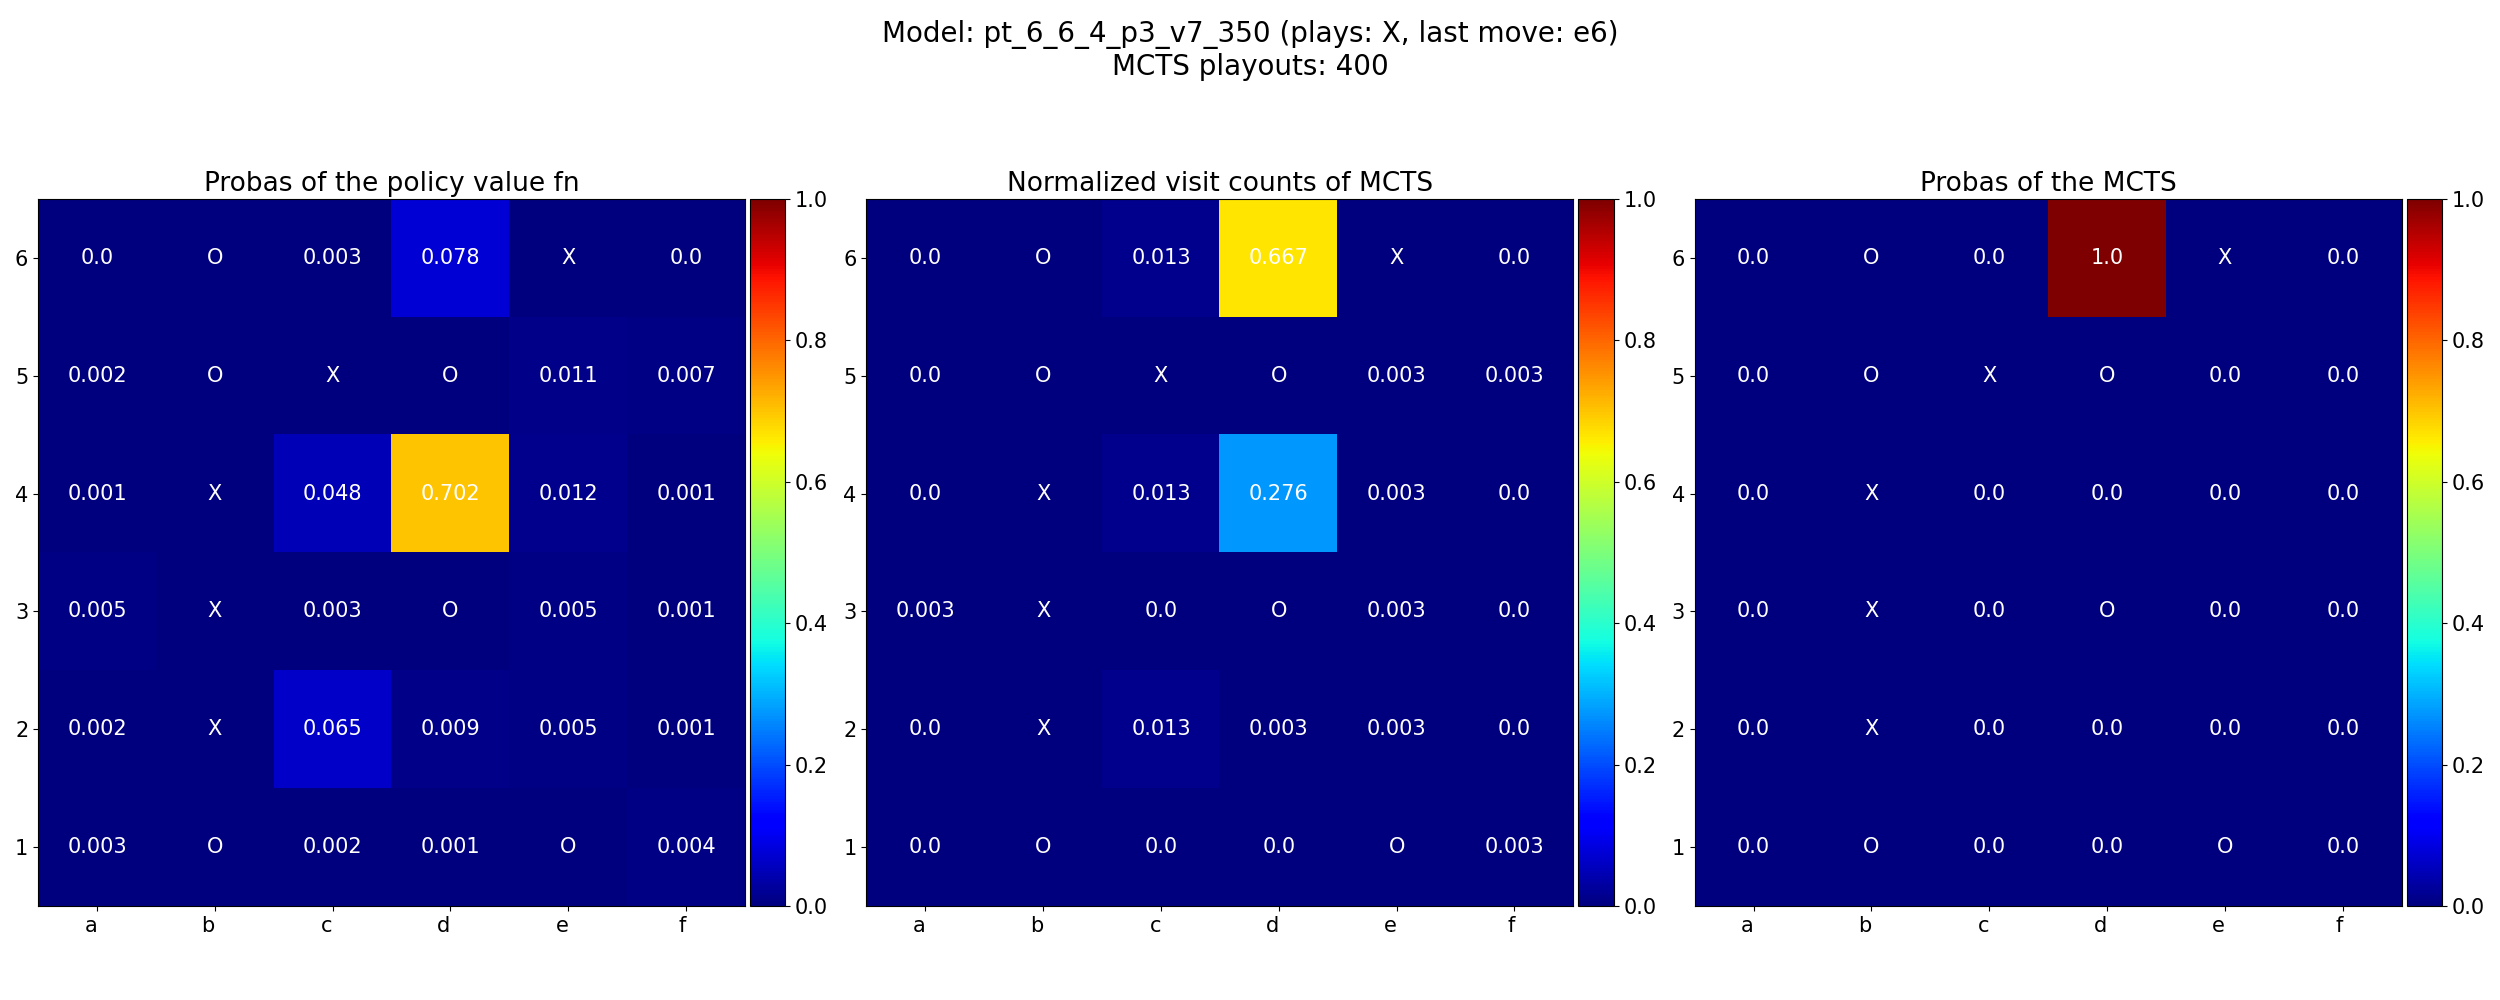 Model: pt_6_6_4_p3_v7_350 (plays: X, last move: e6)
MCTS playouts: 400
Probas of the policy value fn
6 0.0 O 0.003 0.078 X 0.0
5 0.002 O X O 0.011 0.007
4 0.001 X 0.048 0.702 0.012 0.001
3 0.005 X 0.003 O 0.005 0.001
2 0.002 X 0.065 0.009 0.005 0.001
1 0.003 O 0.002 0.001 O 0.004
a b c d e f
1.0
0.8
0.6
0.4
0.2
0.0
Normalized visit counts of MCTS
6 0.0 O 0.013 0.667 X 0.0
5 0.0 O X O 0.003 0.003
4 0.0 X 0.013 0.276 0.003 0.0
3 0.003 X 0.0 O 0.003 0.0
2 0.0 X 0.013 0.003 0.003 0.0
1 0.0 O 0.0 0.0 O 0.003
a b c d e f
1.0
0.8
0.6
0.4
0.2
0.0
Probas of the MCTS
6 0.0 O 0.0 1.0 X 0.0
5 0.0 O X O 0.0 0.0
4 0.0 X 0.0 0.0 0.0 0.0
3 0.0 X 0.0 O 0.0 0.0
2 0.0 X 0.0 0.0 0.0 0.0
1 0.0 O 0.0 0.0 O 0.0
a b c d e f
1.0
0.8
0.6
0.4
0.2
0.0